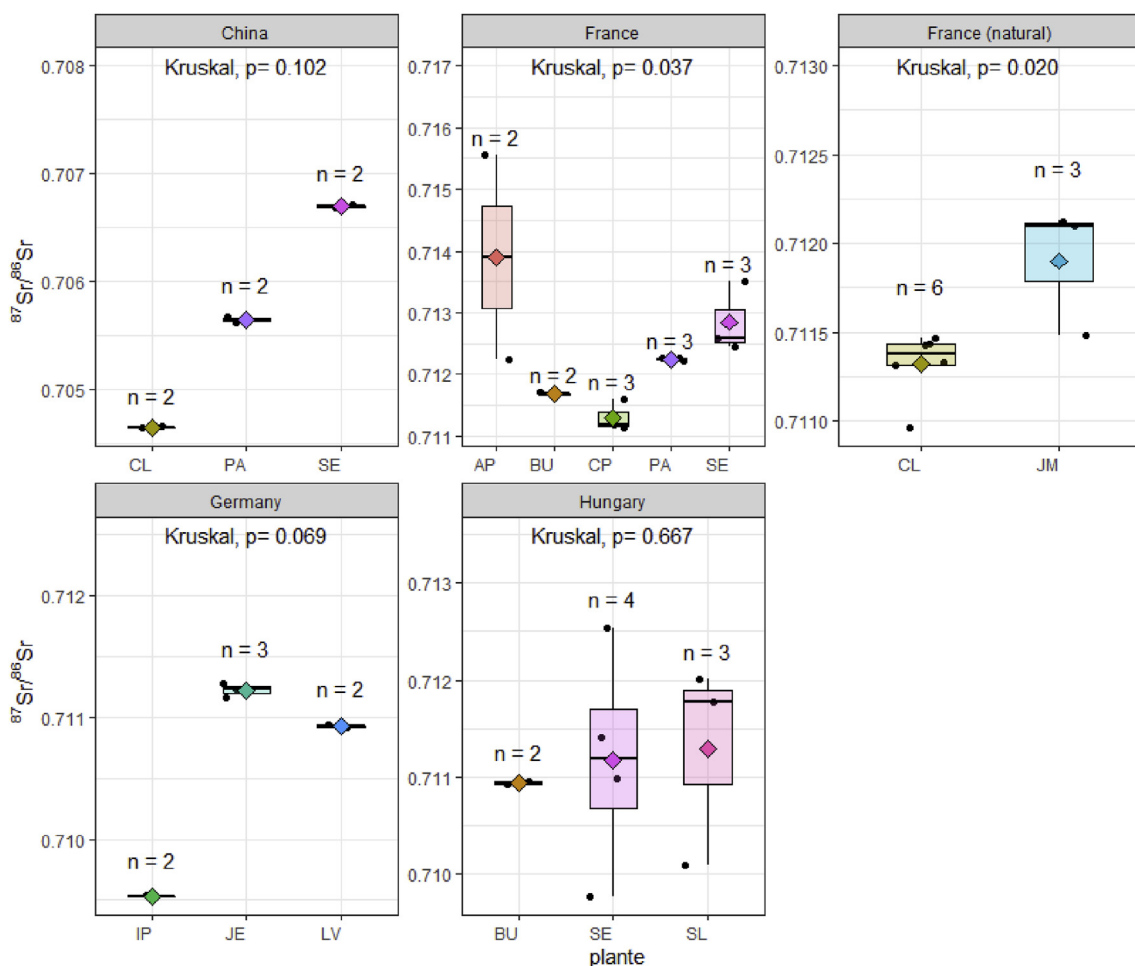 China
Kruskal, p= 0.102
0.708
0.707
0.706
0.705
n = 2
n = 2
n = 2
CL PA SE
⁸⁷Sr/⁸⁶Sr
France
Kruskal, p= 0.037
0.717
0.716
0.715
0.714
0.713
0.712
0.711
n = 2
n = 2
n = 3
n = 3
n = 3
AP BU CP PA SE
France (natural)
Kruskal, p= 0.020
0.7130
0.7125
0.7120
0.7115
0.7110
n = 6
n = 3
CL JM
Germany
Kruskal, p= 0.069
0.712
0.711
0.710
n = 2
n = 3
n = 2
IP JE LV
⁸⁷Sr/⁸⁶Sr
Hungary
Kruskal, p= 0.667
0.713
0.712
0.711
0.710
n = 2
n = 4
n = 3
BU SE SL
plante